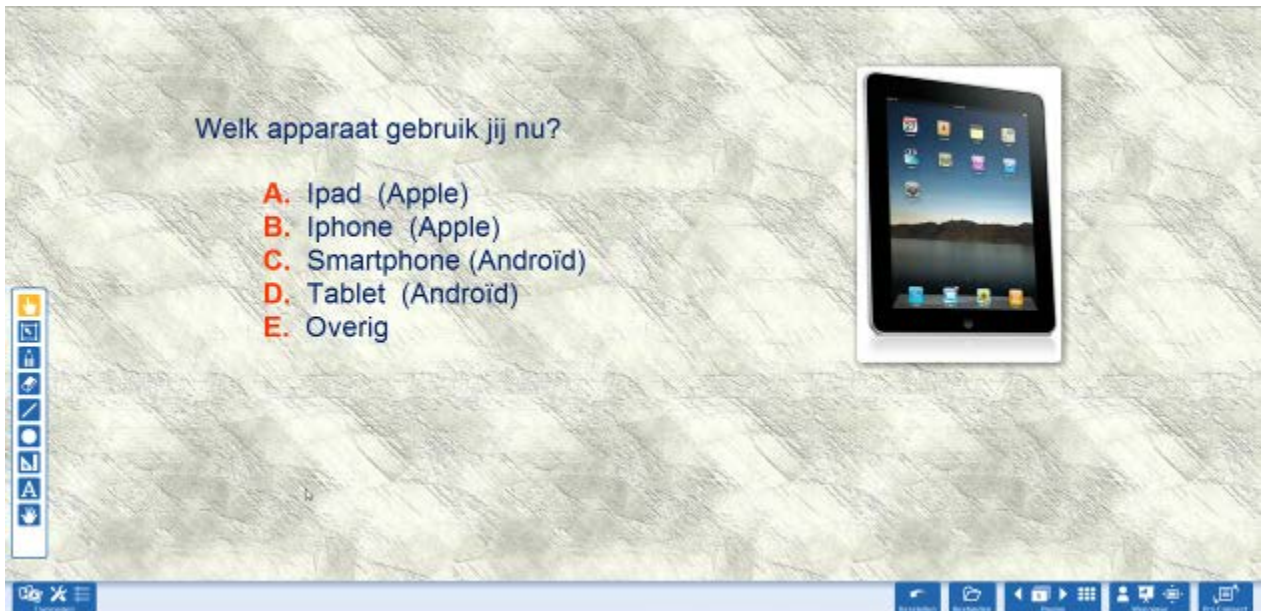 Welk apparaat gebruik jij nu?
A. Ipad (Apple)
B. Iphone (Apple)
C. Smartphone (Androïd)
D. Tablet (Androïd)
E. Overig
A